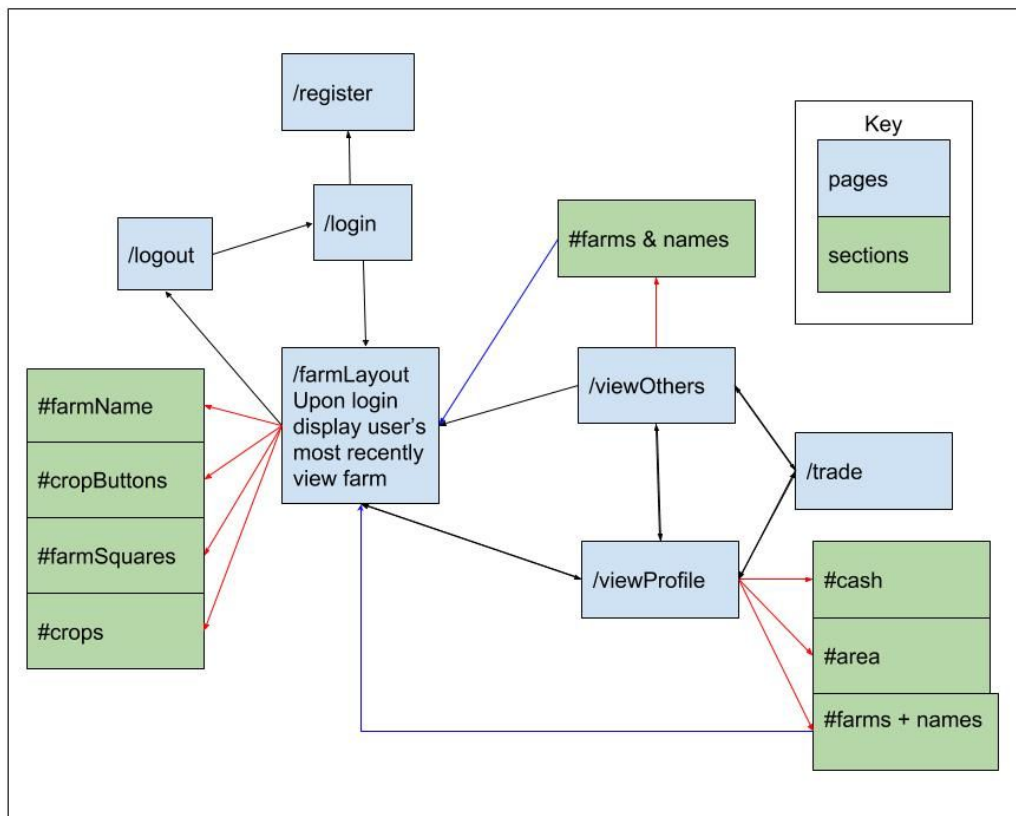 /register
Key
pages
/login
#farms & names
/logout
sections
/farmLayout
Upon login
display user's
most recently
view farm
/viewOthers
#farmName
#cropButtons
/trade
#farmSquares
/viewProfile
#cash
#crops
#area
#farms + names